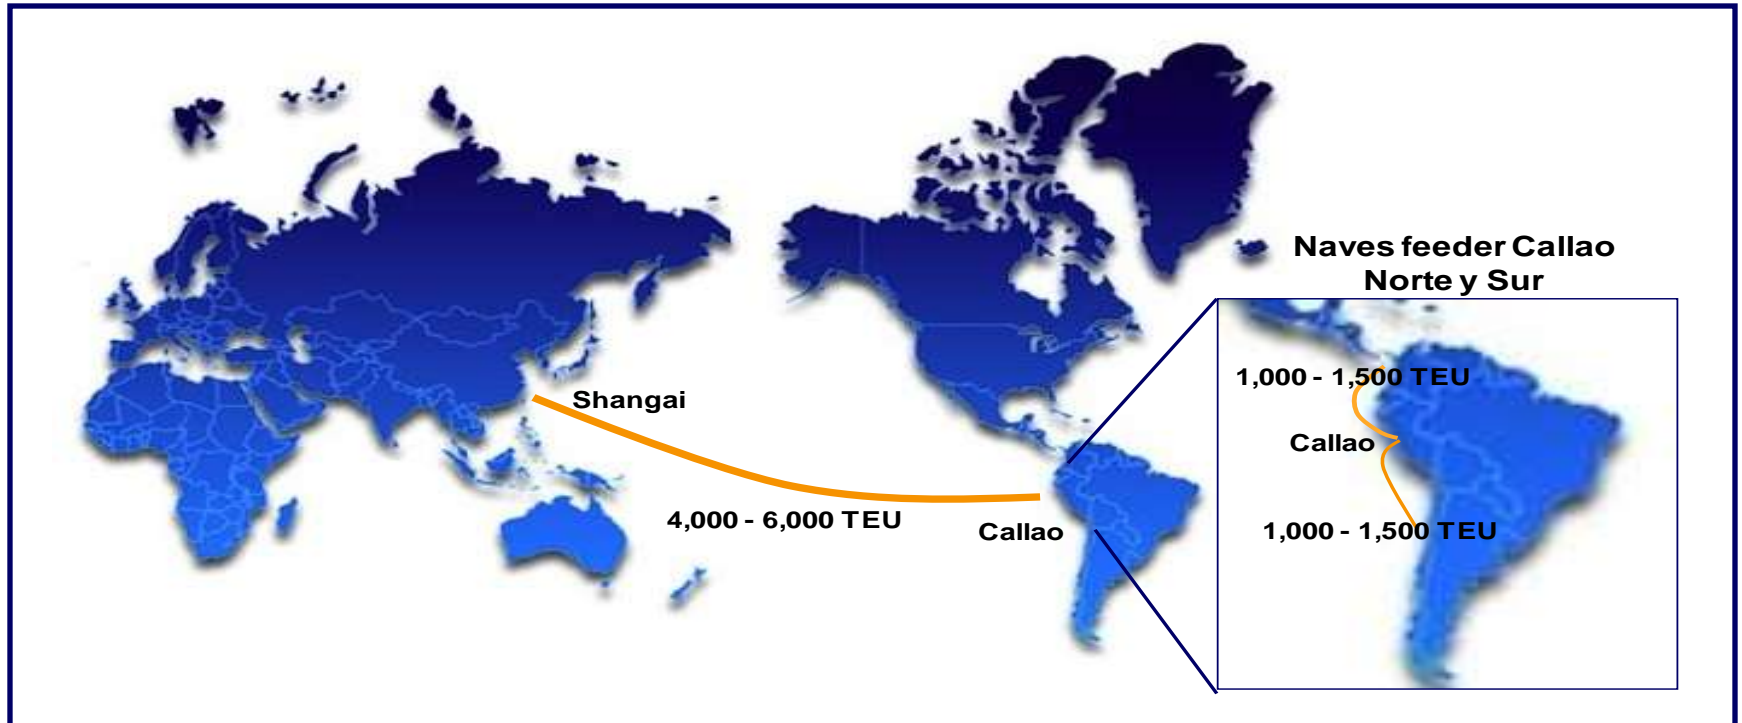 Naves feeder Callao
Norte y Sur
1,000 - 1,500 TEU
Shangai
Callao
4,000 - 6,000 TEU
Callao
1,000 - 1,500 TEU